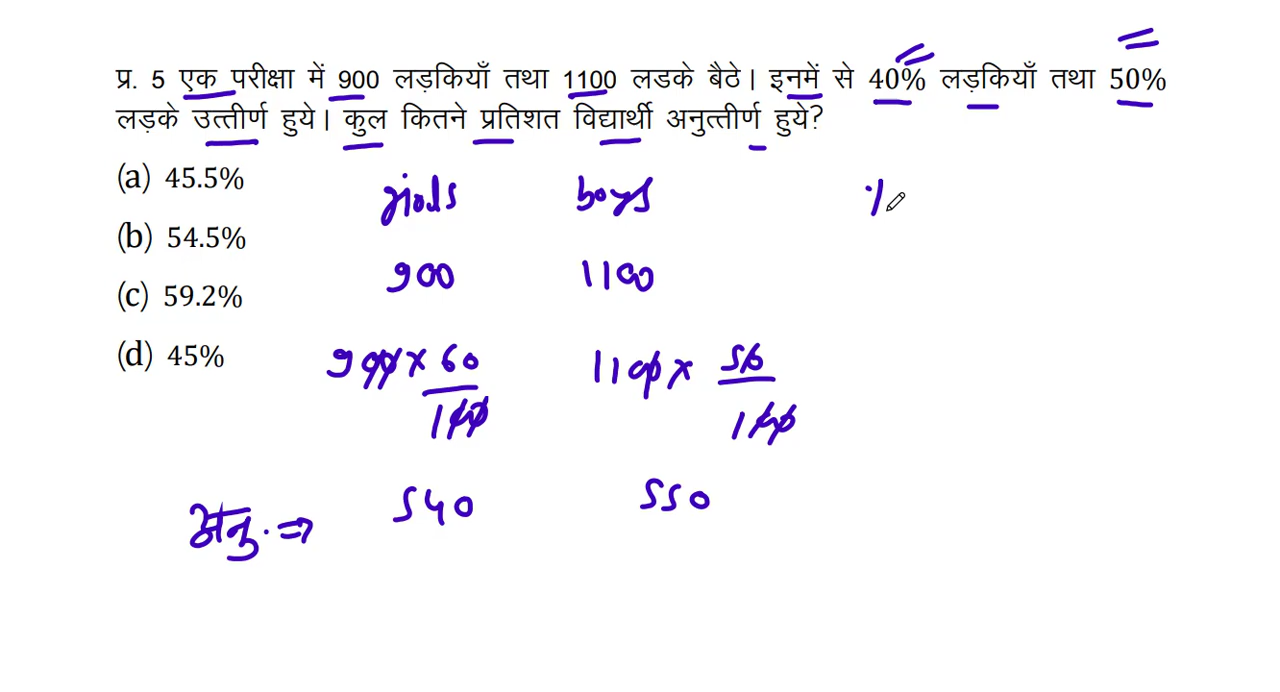 प्र. 5 एक परीक्षा में 900 लड़कियाँ तथा 1100 लडके बैठे। इनमें से 40% लड़कियाँ तथा 50%
लड़के उत्तीर्ण हुये। कुल कितने प्रतिशत विद्यार्थी अनुत्तीर्ण हुये?
(a) 45.5%
(b) 54.5%
(c) 59.2%
(d) 45%
girls boys %
900 1100
900 x 60/100 1100 x 50/100
अनु. ⇒ 540 550